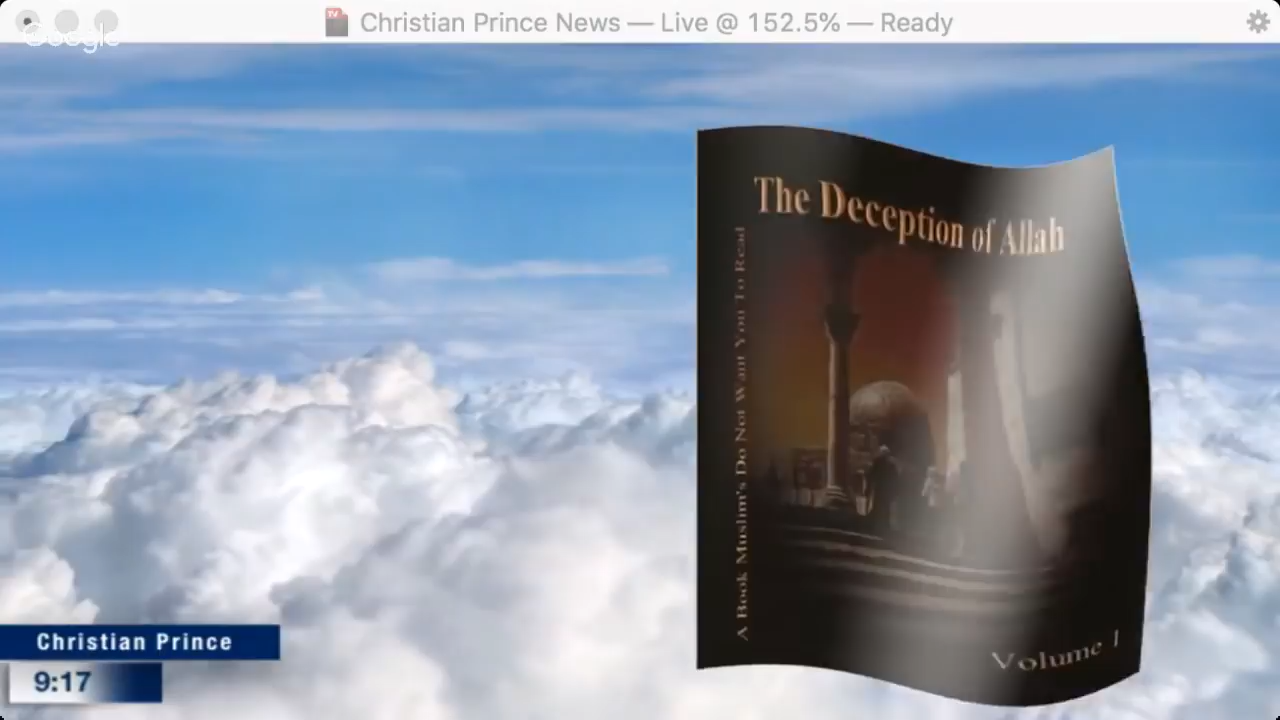 Christian Prince News — Live @ 152.5% — Ready
Google
The Deception of Allah
A Book Muslim's Do Not Want You To Read
Volume 1
Christian Prince
9:17